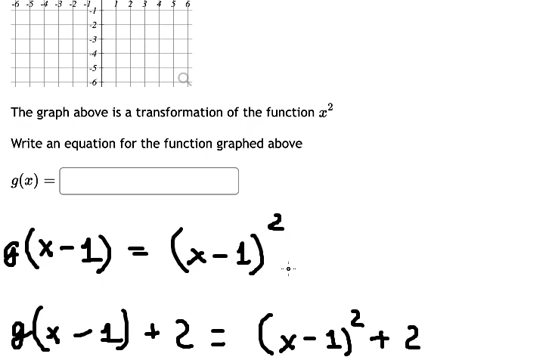 -6 -5 -4 -3 -2 -1 1 2 3 4 5 6
-1
-2
-3
-4
-5
-6
The graph above is a transformation of the function x²
Write an equation for the function graphed above
g(x) =
g(x-1) = (x-1)²
g(x-1) + 2 = (x-1)² + 2